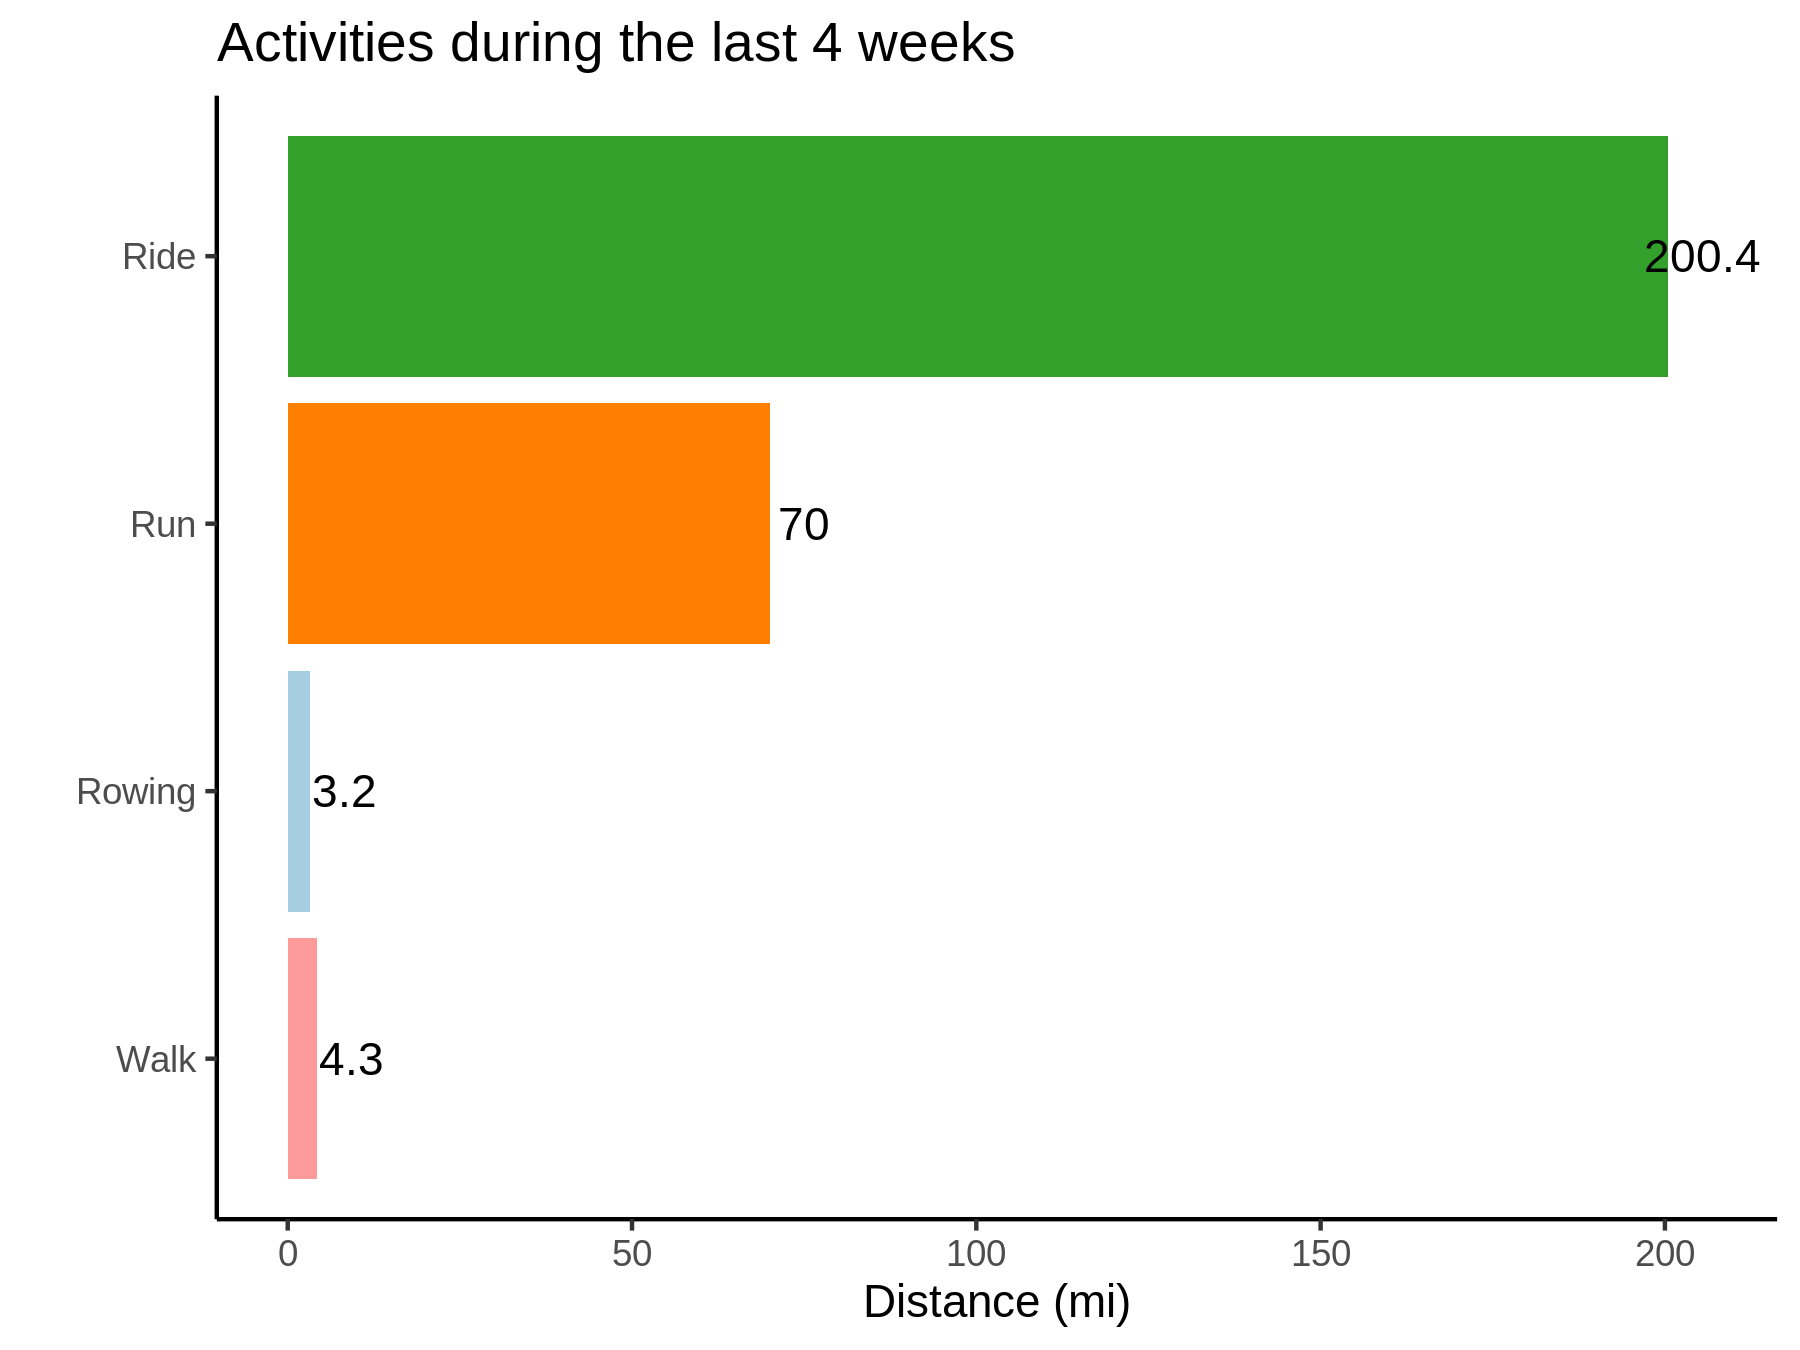 Activities during the last 4 weeks
Ride
200.4
Run
70
Rowing
3.2
Walk
4.3
0 50 100 150 200
Distance (mi)